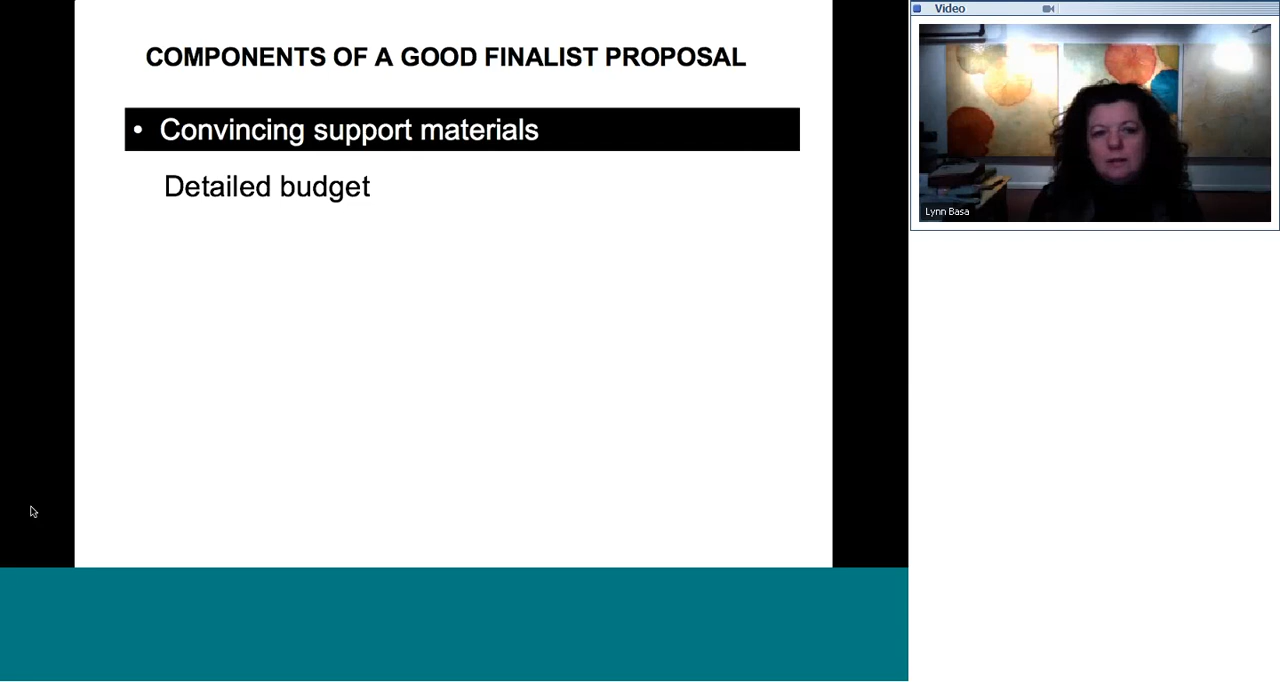 COMPONENTS OF A GOOD FINALIST PROPOSAL
• Convincing support materials
Detailed budget
Video
Lynn Basa